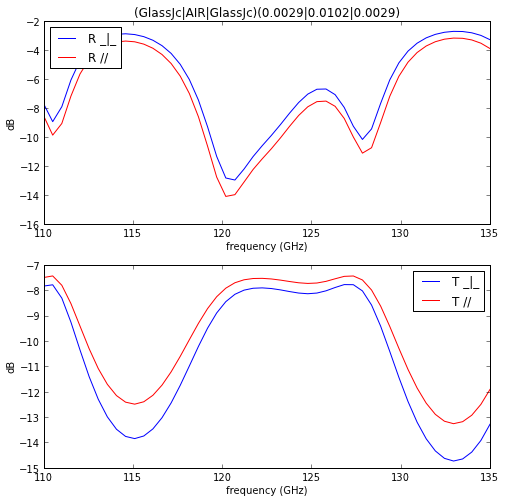 (GlassJc|AIR|GlassJc)(0.0029|0.0102|0.0029)
−2
−4
−6
−8
−10
−12
−14
−16
dB
R _|_
R //
110 115 120 125 130 135
frequency (GHz)
−7
−8
−9
−10
−11
−12
−13
−14
−15
dB
T _|_
T //
110 115 120 125 130 135
frequency (GHz)